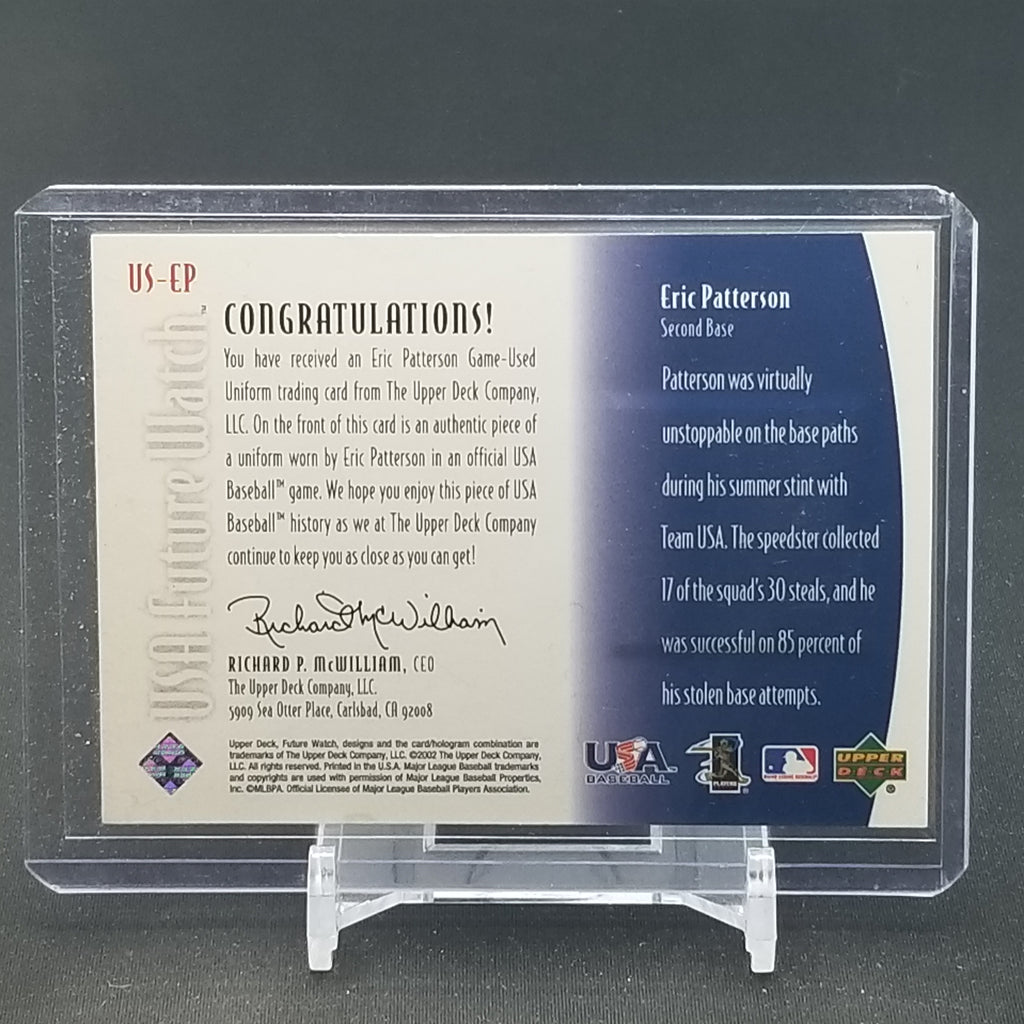 US-EP
USA Future Watch™
CONGRATULATIONS!
You have received an Eric Patterson Game-Used
Uniform trading card from The Upper Deck Company,
LLC. On the front of this card is an authentic piece of
a uniform worn by Eric Patterson in an official USA
Baseball™ game. We hope you enjoy this piece of USA
Baseball™ history as we at The Upper Deck Company
continue to keep you as close as you can get!
Richard P. McWilliam
RICHARD P. McWILLIAM, CEO
The Upper Deck Company, LLC.
5909 Sea Otter Place, Carlsbad, CA 92008
Upper Deck, Future Watch, designs and the card/hologram combination are
trademarks of The Upper Deck Company, LLC. ©2002 The Upper Deck Company,
LLC. All rights reserved. Printed in the U.S.A. Major League Baseball trademarks
and copyrights are used with permission of Major League Baseball Properties,
Inc. ©MLBPA. Official Licensee of Major League Baseball Players Association.
Eric Patterson
Second Base
Patterson was virtually
unstoppable on the base paths
during his summer stint with
Team USA. The speedster collected
17 of the squad's 30 steals, and he
was successful on 85 percent of
his stolen base attempts.
USA
BASEBALL™
PLAYERS
UPPER
DECK
®